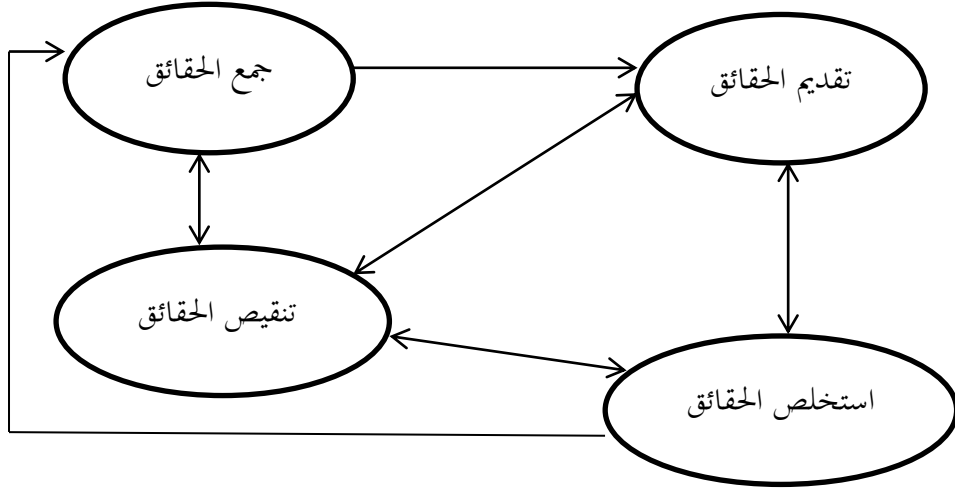 جمع الحقائق
تقديم الحقائق
تنقيص الحقائق
استخلص الحقائق